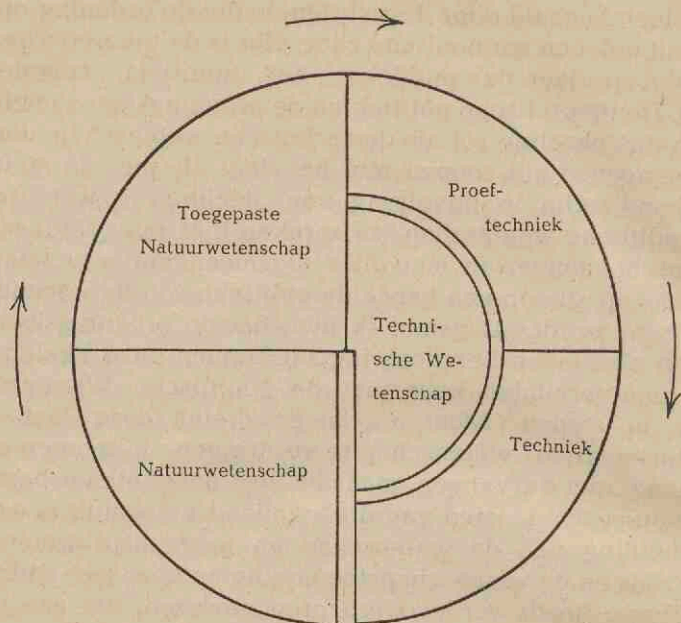 Toegepaste
Natuurwetenschap
Proef-
techniek
Techni-
sche We-
tenschap
Natuurwetenschap
Techniek